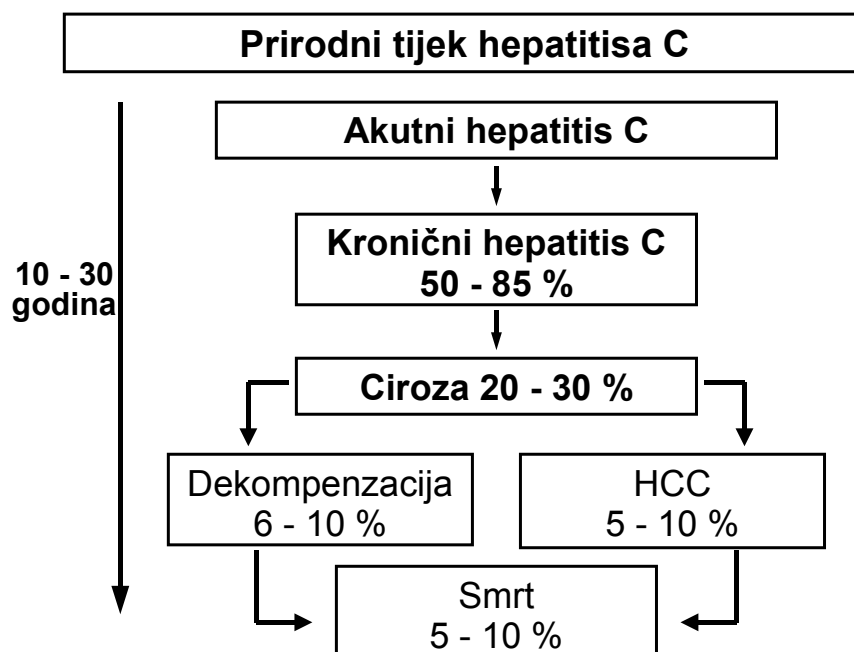 Prirodni tijek hepatitisa C
Akutni hepatitis C
Kronični hepatitis C
50 - 85 %
10 - 30
godina
Ciroza 20 - 30 %
Dekompenzacija
6 - 10 %
HCC
5 - 10 %
Smrt
5 - 10 %